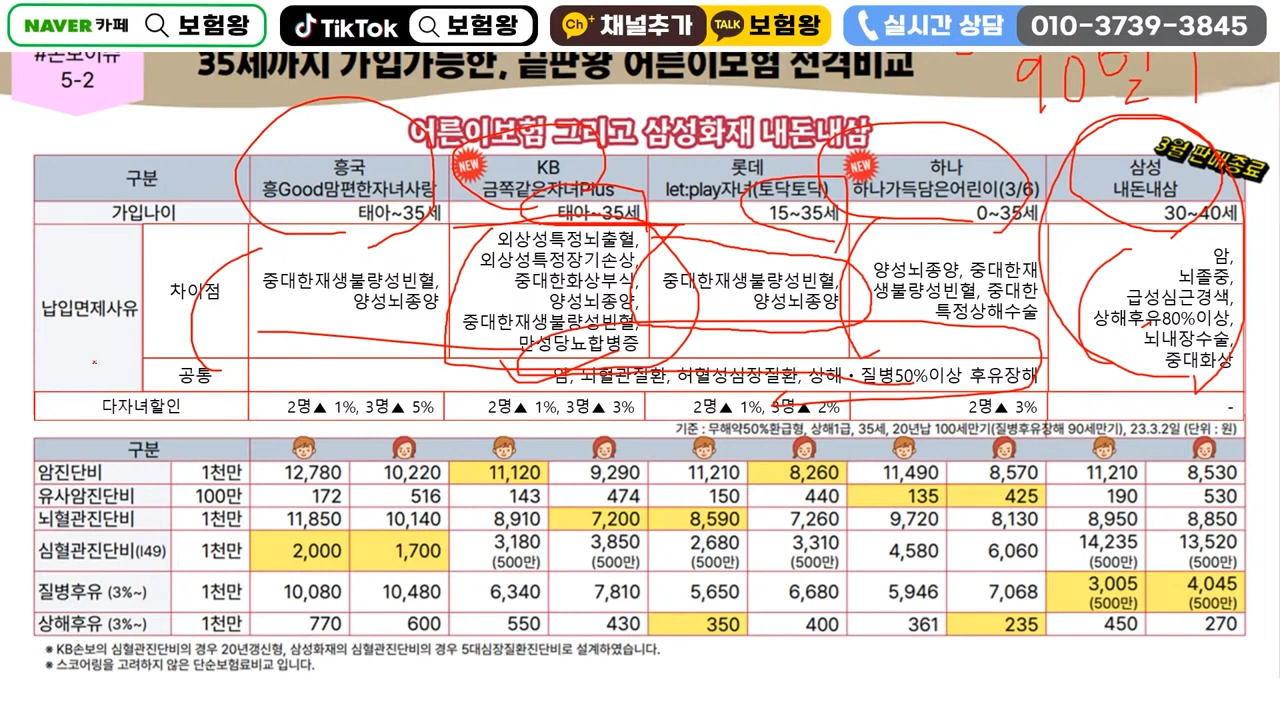 NAVER 카페 보험왕 TikTok 보험왕 Ch+ 채널추가 TALK 보험왕 실시간 상담 010-3739-3845
#손보이슈
5-2
35세까지 가입가능한, 끝판왕 어른이보험 전격비교
90일
어른이보험 그리고 삼성화재 내돈내삼
3월 판매종료
구분 흥국 흥Good맘편한자녀사랑 NEW KB 금쪽같은자녀Plus 롯데 let:play자녀(토닥토닥) NEW 하나 하나가득담은어린이(3/6) 삼성 내돈내삼
가입나이 태아~35세 태아~35세 15~35세 0~35세 30~40세
납입면제사유
차이점
중대한재생불량성빈혈,
양성뇌종양
외상성특정뇌출혈,
외상성특정장기손상,
중대한화상부식,
양성뇌종양,
중대한재생불량성빈혈,
만성당뇨합병증
중대한재생불량성빈혈,
양성뇌종양
양성뇌종양, 중대한재
생불량성빈혈, 중대한
특정상해수술
암,
뇌졸중,
급성심근경색,
상해후유80%이상,
뇌내장수술,
중대화상
공통 암, 뇌혈관질환, 허혈성심장질환, 상해・질병50%이상 후유장해
다자녀할인 2명▲ 1%, 3명▲ 5% 2명▲ 1%, 3명▲ 3% 2명▲ 1%, 3명▲ 2% 2명▲ 3% -
기준 : 무해약50%환급형, 상해1급, 35세, 20년납 100세만기(질병후유장해 90세만기), 23.3.2일 (단위 : 원)
구분
암진단비 1천만 12,780 10,220 11,120 9,290 11,210 8,260 11,490 8,570 11,210 8,530
유사암진단비 100만 172 516 143 474 150 440 135 425 190 530
뇌혈관진단비 1천만 11,850 10,140 8,910 7,200 8,590 7,260 9,720 8,130 8,950 8,850
심혈관진단비(I49) 1천만 2,000 1,700 3,180 (500만) 3,850 (500만) 2,680 (500만) 3,310 (500만) 4,580 6,060 14,235 (500만) 13,520 (500만)
질병후유 (3%~) 1천만 10,080 10,480 6,340 7,810 5,650 6,680 5,946 7,068 3,005 (500만) 4,045 (500만)
상해후유 (3%~) 1천만 770 600 550 430 350 400 361 235 450 270
※ KB손보의 심혈관진단비의 경우 20년갱신형, 삼성화재의 심혈관진단비의 경우 5대심장질환진단비로 설계하였습니다.
※ 스코어링을 고려하지 않은 단순보험료비교 입니다.